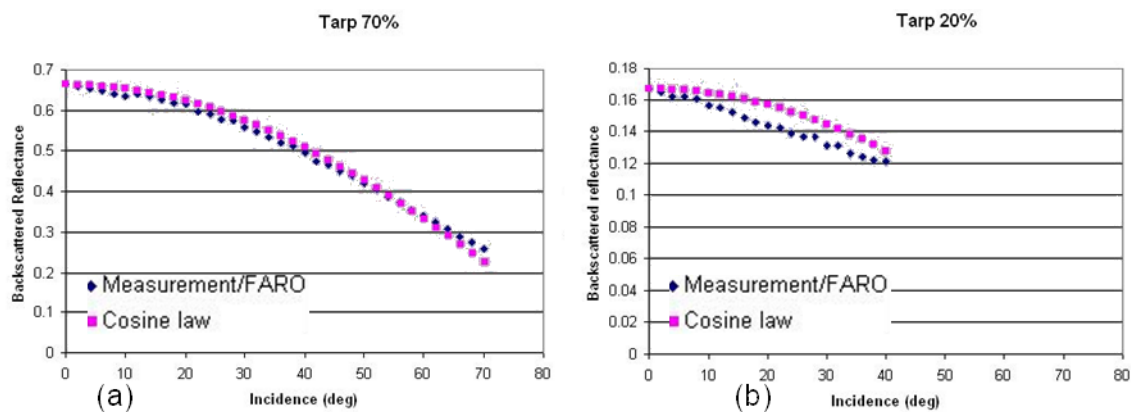 Tarp 70%
Backscattered Reflectance
0.7
0.6
0.5
0.4
0.3
0.2
0.1
0
Measurement/FARO
Cosine law
0 10 20 30 40 50 60 70 80
(a)
Incidence (deg)
Tarp 20%
Backscattered reflectance
0.18
0.16
0.14
0.12
0.1
0.08
0.06
0.04
0.02
0
Measurement/FARO
Cosine law
0 10 20 30 40 50 60 70 80
(b)
Incidence (deg)